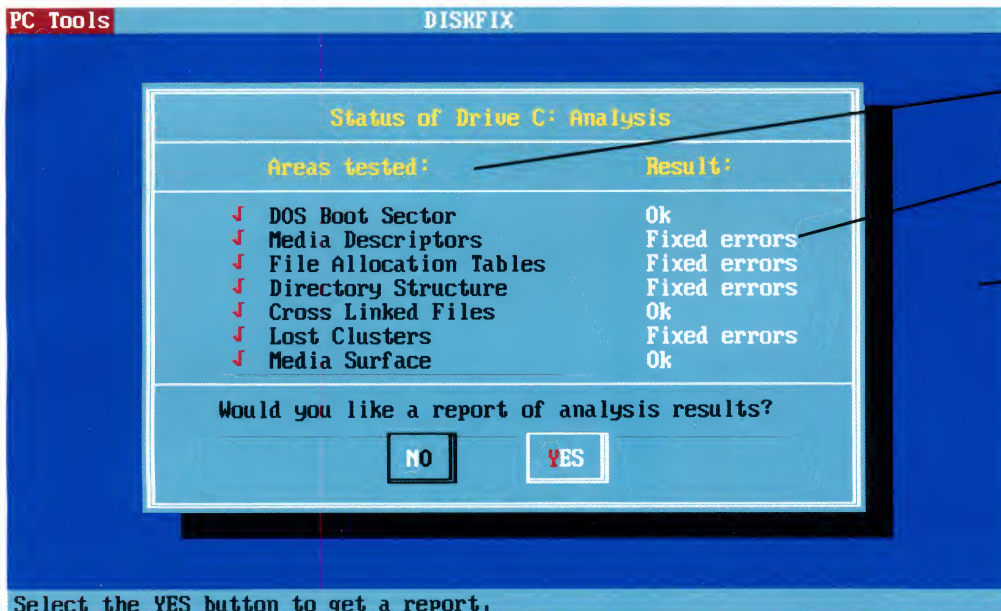 PC Tools DISKFIX
Status of Drive C: Analysis
Areas tested: Result:
√ DOS Boot Sector Ok
√ Media Descriptors Fixed errors
√ File Allocation Tables Fixed errors
√ Directory Structure Fixed errors
√ Cross Linked Files Ok
√ Lost Clusters Fixed errors
√ Media Surface Ok
Would you like a report of analysis results?
NO YES
Select the YES button to get a report.